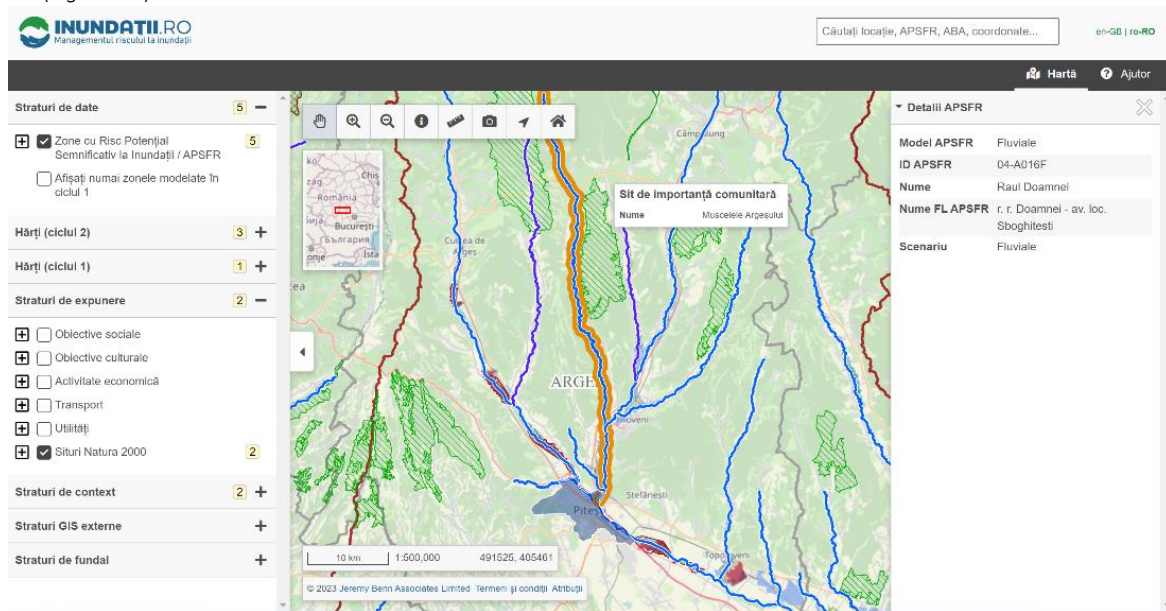 INUNDATII.RO
Managementul riscului la inundații
Căutați locație, APSFR, ABA, coordonate...
en-GB | ro-RO
Hartă
Ajutor
Straturi de date 5
Zone cu Risc Potențial 5
Semnificativ la Inundații / APSFR
Afișați numai zonele modelate în
ciclul 1
Hărți (ciclul 2) 3
Hărți (ciclul 1) 1
Straturi de expunere 2
Obiective sociale
Obiective culturale
Activitate economică
Transport
Utilități
Situri Natura 2000 2
Straturi de context 2
Straturi GIS externe
Straturi de fundal
România
București
България
Câmpulung
Sit de importanță comunitară
Nume Muscelele Argesului
Curtea de
Argeș
ARGE
Ștefănești
Pitești
Topoloveni
10 km 1:500,000 491525, 405461
© 2023 Jeremy Benn Associates Limited Termeni și condiții Atribuții
Detalii APSFR
Model APSFR Fluviale
ID APSFR 04-A016F
Nume Raul Doamnei
Nume FL APSFR r. r. Doamnei - av. loc.
Sboghitesti
Scenariu Fluviale